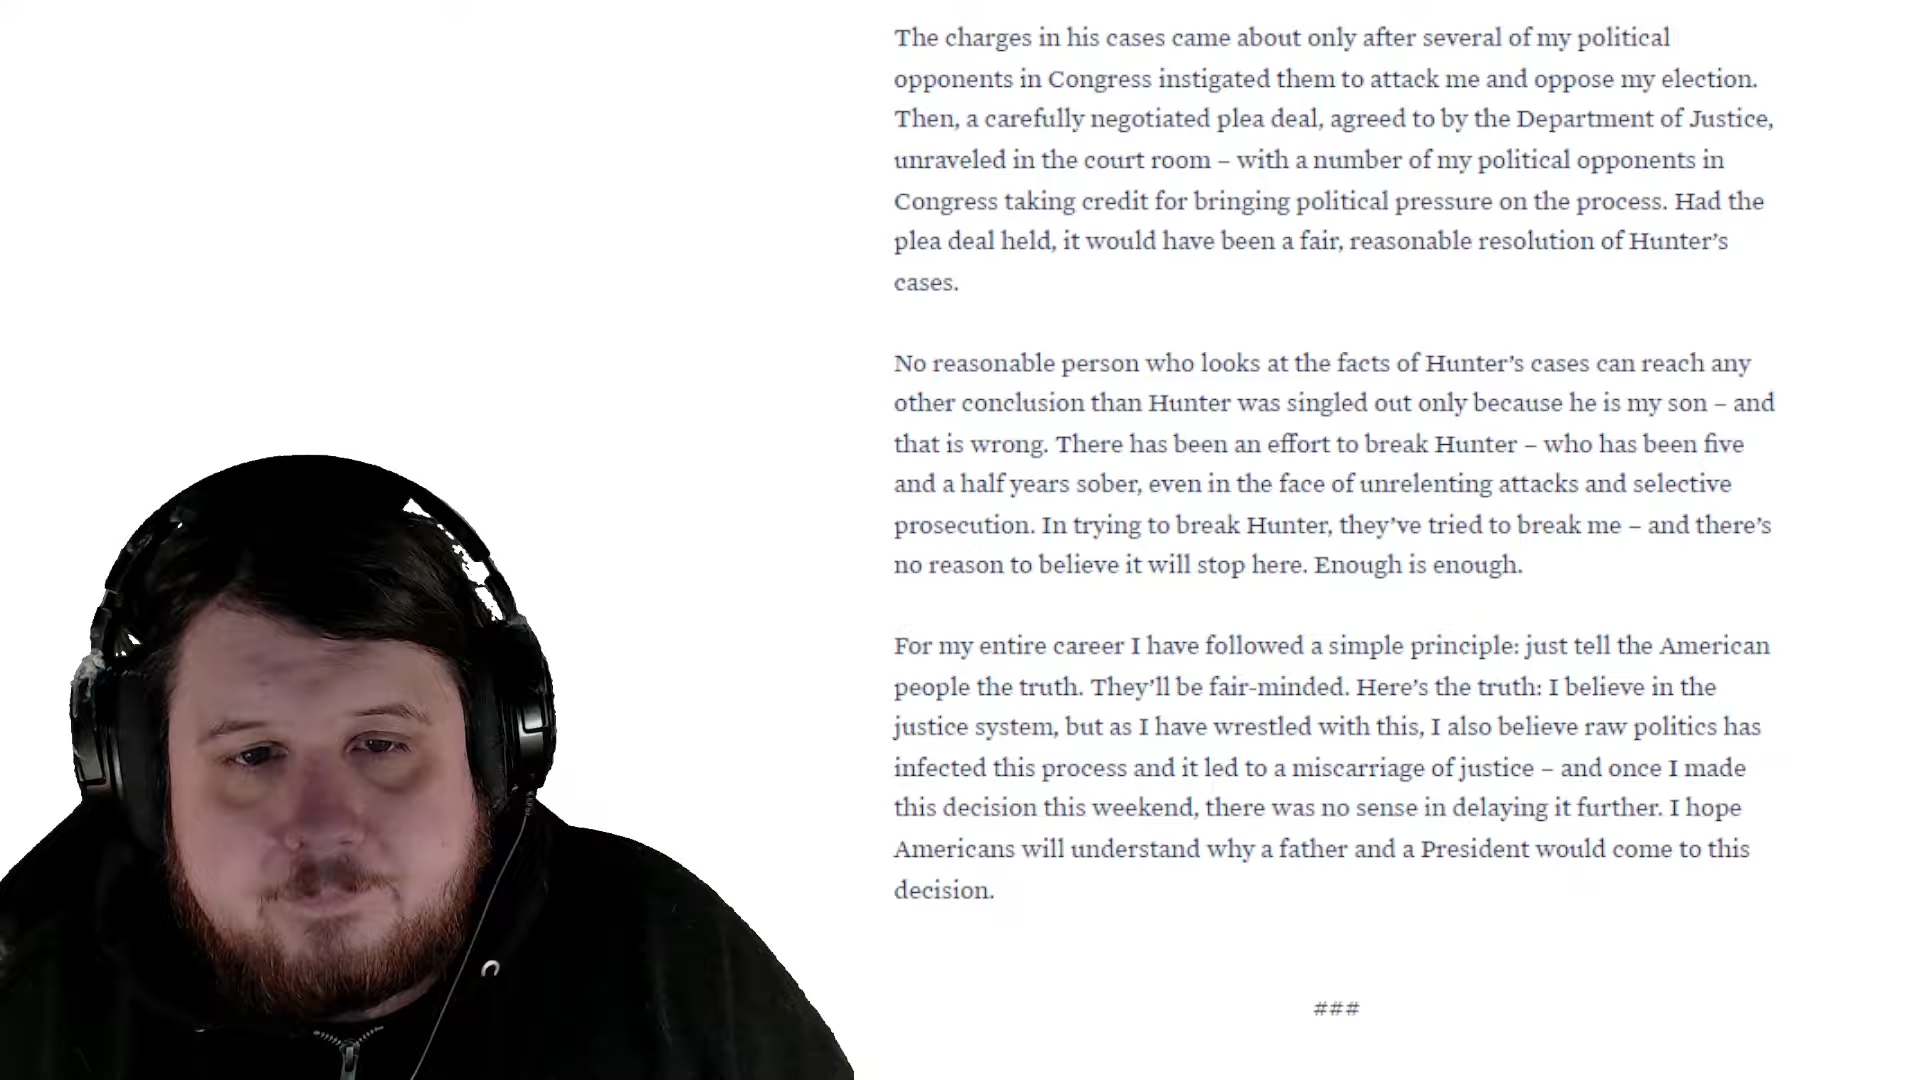 The charges in his cases came about only after several of my political
opponents in Congress instigated them to attack me and oppose my election.
Then, a carefully negotiated plea deal, agreed to by the Department of Justice,
unraveled in the court room – with a number of my political opponents in
Congress taking credit for bringing political pressure on the process. Had the
plea deal held, it would have been a fair, reasonable resolution of Hunter’s
cases.
No reasonable person who looks at the facts of Hunter’s cases can reach any
other conclusion than Hunter was singled out only because he is my son – and
that is wrong. There has been an effort to break Hunter – who has been five
and a half years sober, even in the face of unrelenting attacks and selective
prosecution. In trying to break Hunter, they’ve tried to break me – and there’s
no reason to believe it will stop here. Enough is enough.
For my entire career I have followed a simple principle: just tell the American
people the truth. They’ll be fair-minded. Here’s the truth: I believe in the
justice system, but as I have wrestled with this, I also believe raw politics has
infected this process and it led to a miscarriage of justice – and once I made
this decision this weekend, there was no sense in delaying it further. I hope
Americans will understand why a father and a President would come to this
decision.
###